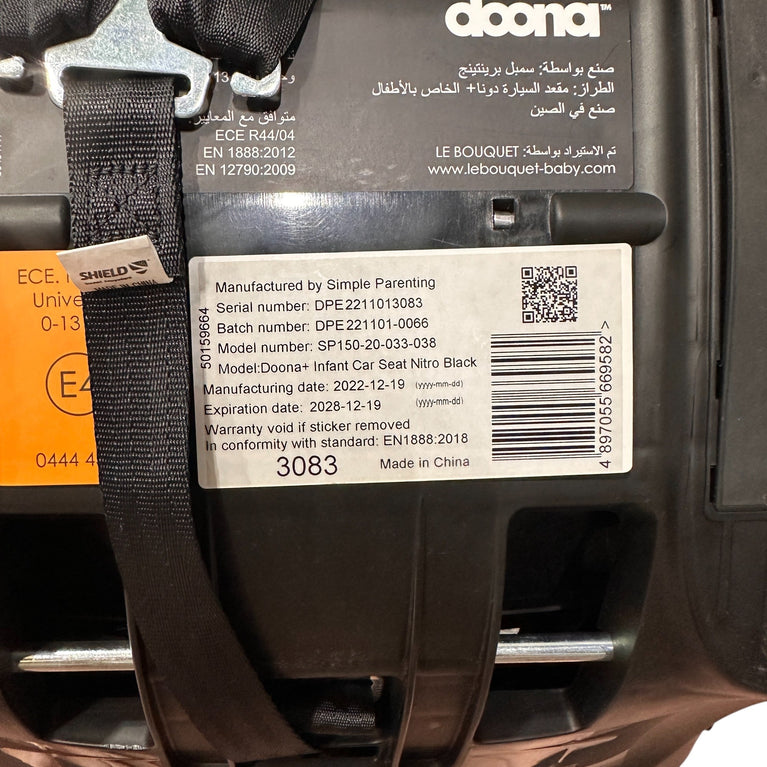 doona™
صنع بواسطة: سمبل برينتينج
الطراز: مقعد السيارة دونا+ الخاص بالأطفال
صنع في الصين
13
متوافق مع المعايير
ECE R44/04
EN 1888:2012
EN 12790:2009
تم الاستيراد بواسطة: LE BOUQUET
www.lebouquet-baby.com
SHIELD
ECE.
Unive
0-13
E4
0444
50159664
Manufactured by Simple Parenting
Serial number: DPE2211013083
Batch number: DPE221101-0066
Model number: SP150-20-033-038
Model:Doona+ Infant Car Seat Nitro Black
Manufacturing date: 2022-12-19 (yyyy-mm-dd)
Expiration date: 2028-12-19 (yyyy-mm-dd)
Warranty void if sticker removed
In conformity with standard: EN1888:2018
3083 Made in China
4 897055 669582 >